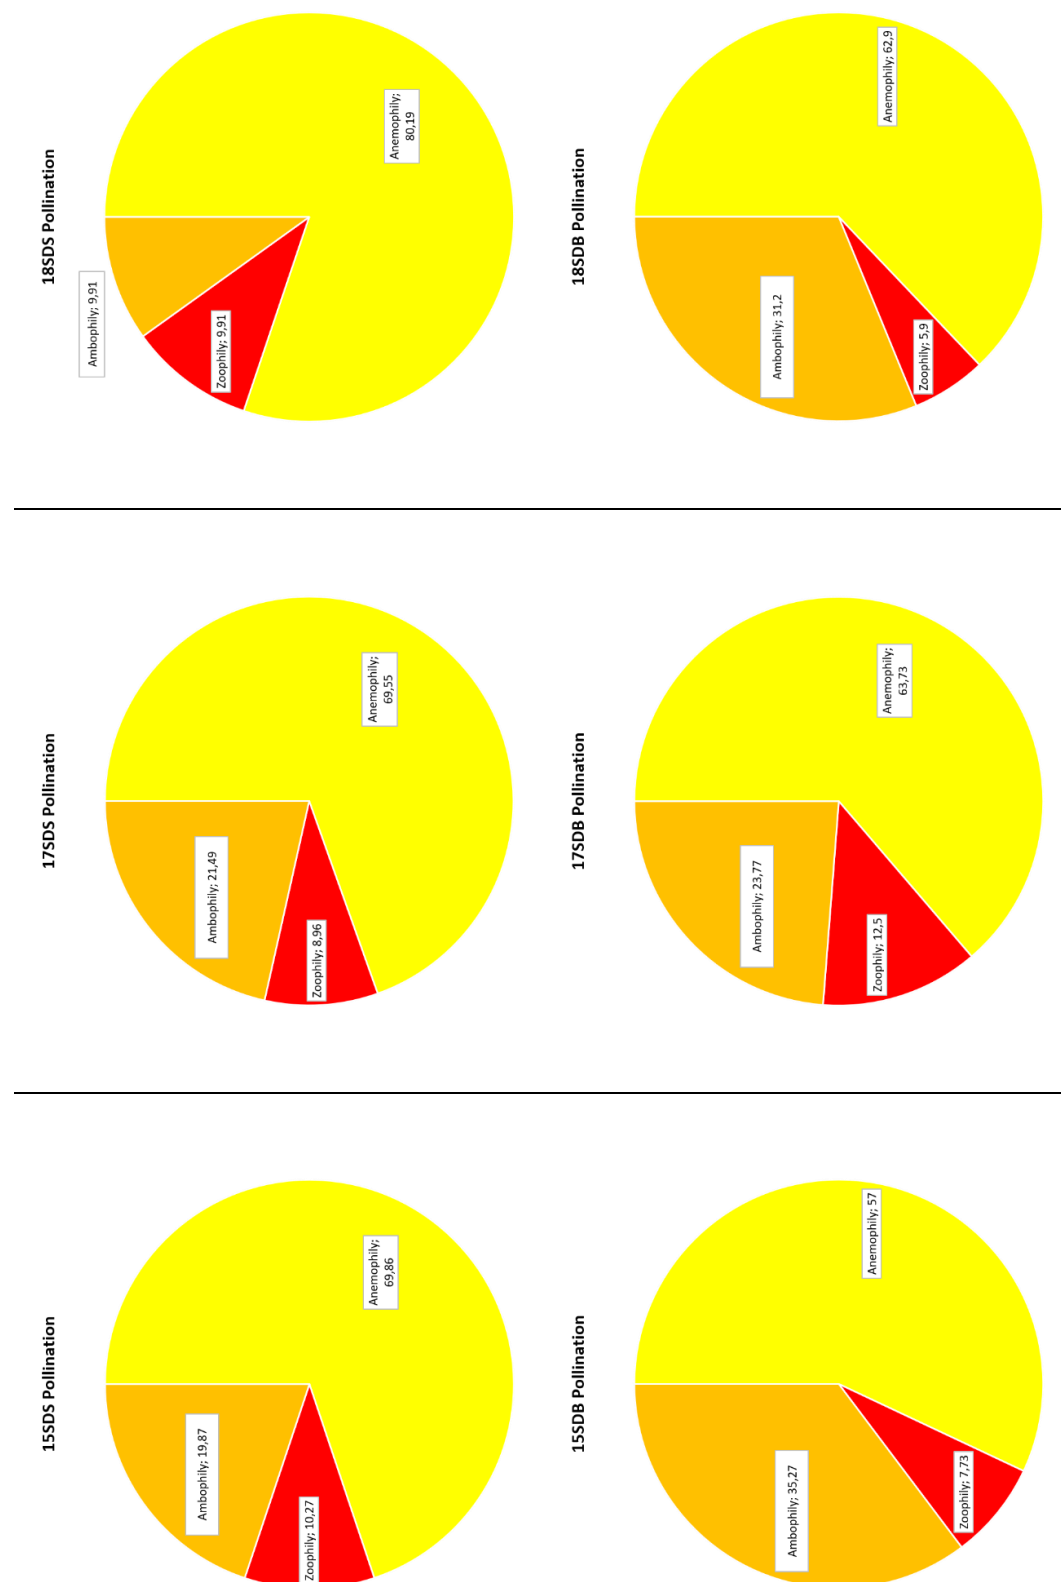 15SDS Pollination
Anemophily;
69,86
Ambophily; 19,87
Zoophily; 10,27
17SDS Pollination
Anemophily;
69,55
Ambophily; 21,49
Zoophily; 8,96
18SDS Pollination
Anemophily;
80,19
Ambophily; 9,91
Zoophily; 9,91
15SDB Pollination
Anemophily; 57
Ambophily; 35,27
Zoophily; 7,73
17SDB Pollination
Anemophily;
63,73
Ambophily; 23,77
Zoophily; 12,5
18SDB Pollination
Anemophily; 62,9
Ambophily; 31,2
Zoophily; 5,9